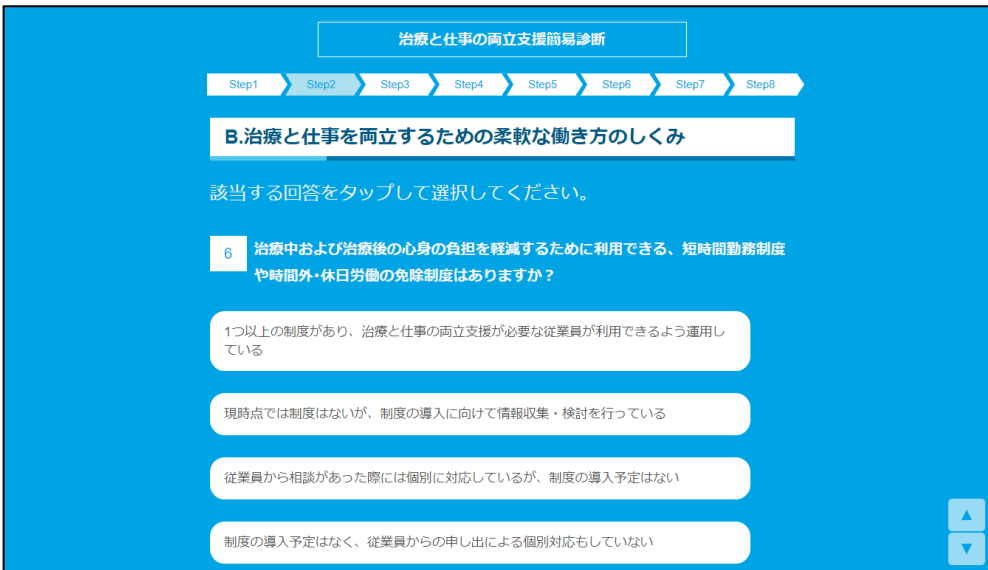 治療と仕事の両立支援簡易診断
Step1 Step2 Step3 Step4 Step5 Step6 Step7 Step8
B.治療と仕事を両立するための柔軟な働き方のしくみ
該当する回答をタップして選択してください。
6 治療中および治療後の心身の負担を軽減するために利用できる、短時間勤務制度
や時間外･休日労働の免除制度はありますか？
1つ以上の制度があり、治療と仕事の両立支援が必要な従業員が利用できるよう運用し
ている
現時点では制度はないが、制度の導入に向けて情報収集・検討を行っている
従業員から相談があった際には個別に対応しているが、制度の導入予定はない
制度の導入予定はなく、従業員からの申し出による個別対応もしていない
▲
▼